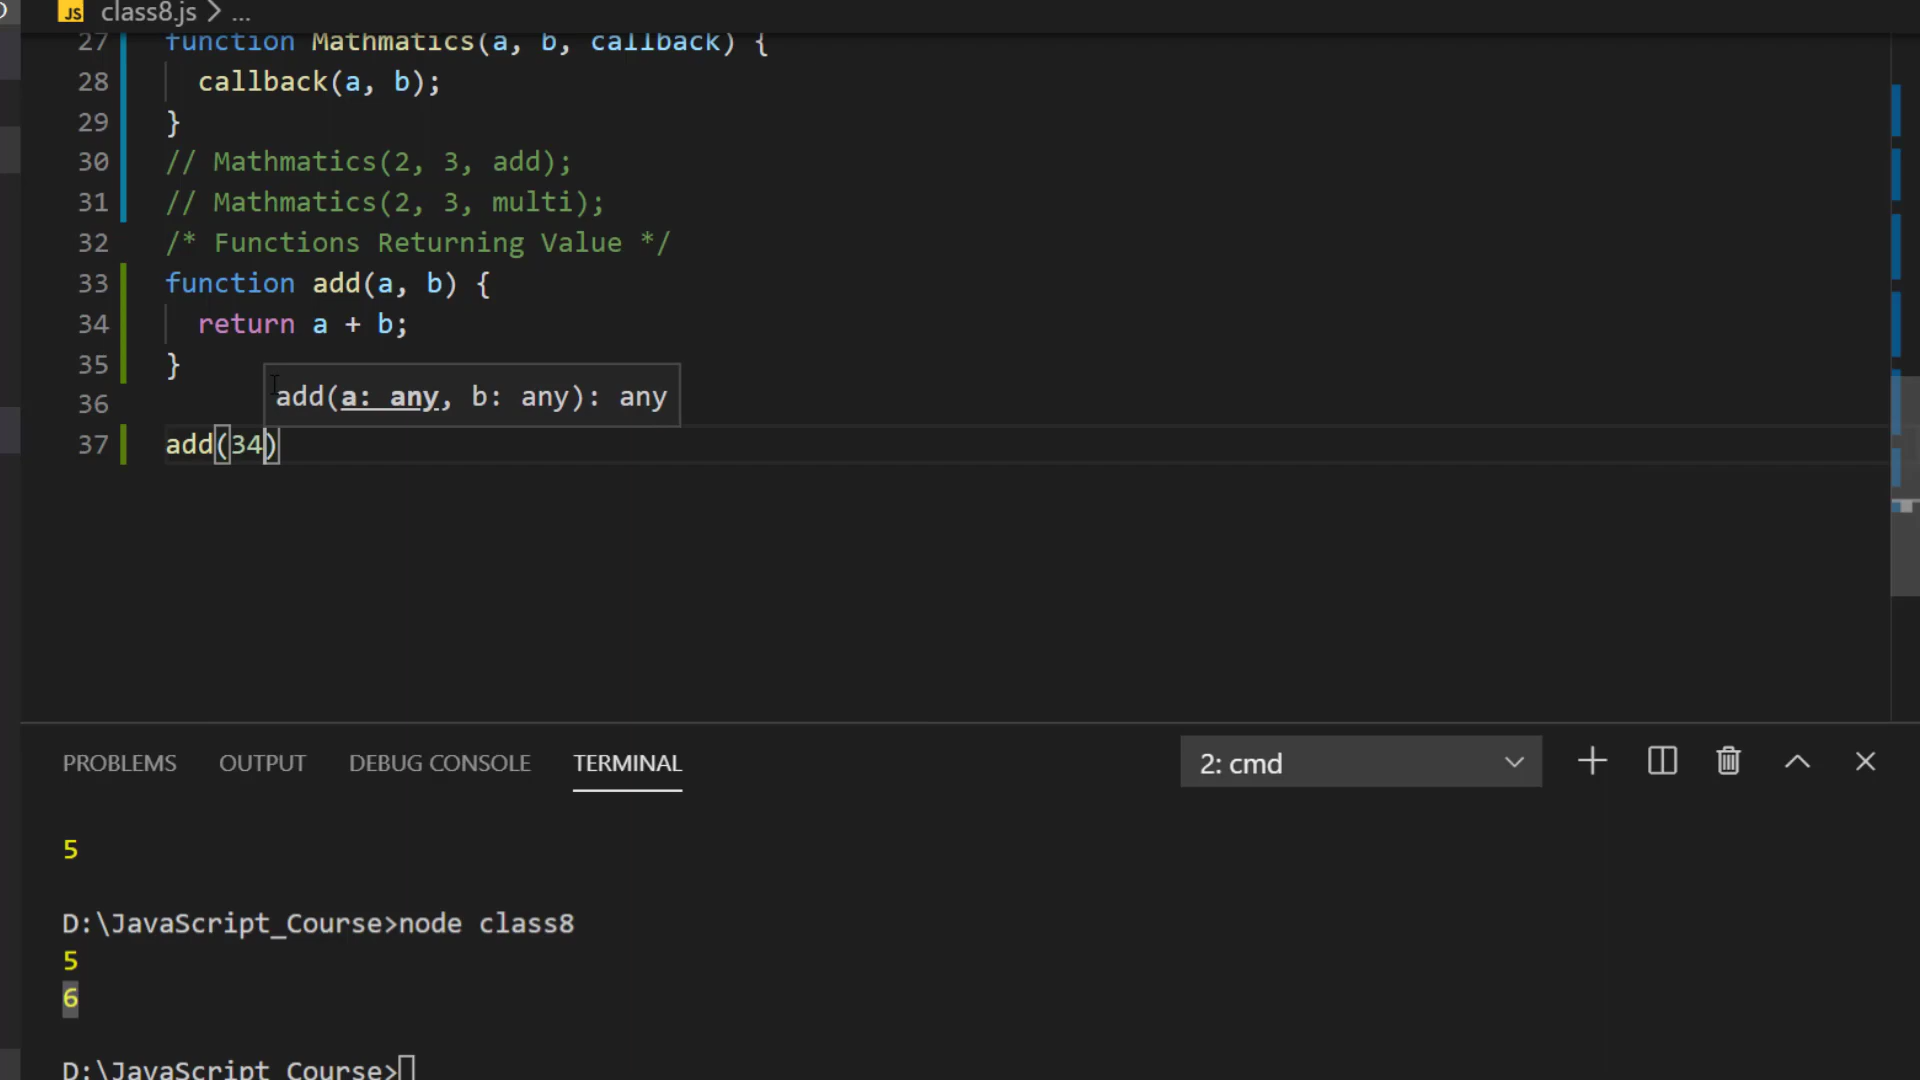 JS class8.js > ...
27 function Mathmatics(a, b, callback) {
28 callback(a, b);
29 }
30 // Mathmatics(2, 3, add);
31 // Mathmatics(2, 3, multi);
32 /* Functions Returning Value */
33 function add(a, b) {
34 return a + b;
35 }
36
add(a: any, b: any): any
37 add(34)
PROBLEMS OUTPUT DEBUG CONSOLE TERMINAL 2: cmd
5
D:\JavaScript_Course>node class8
5
6
D:\JavaScript_Course>